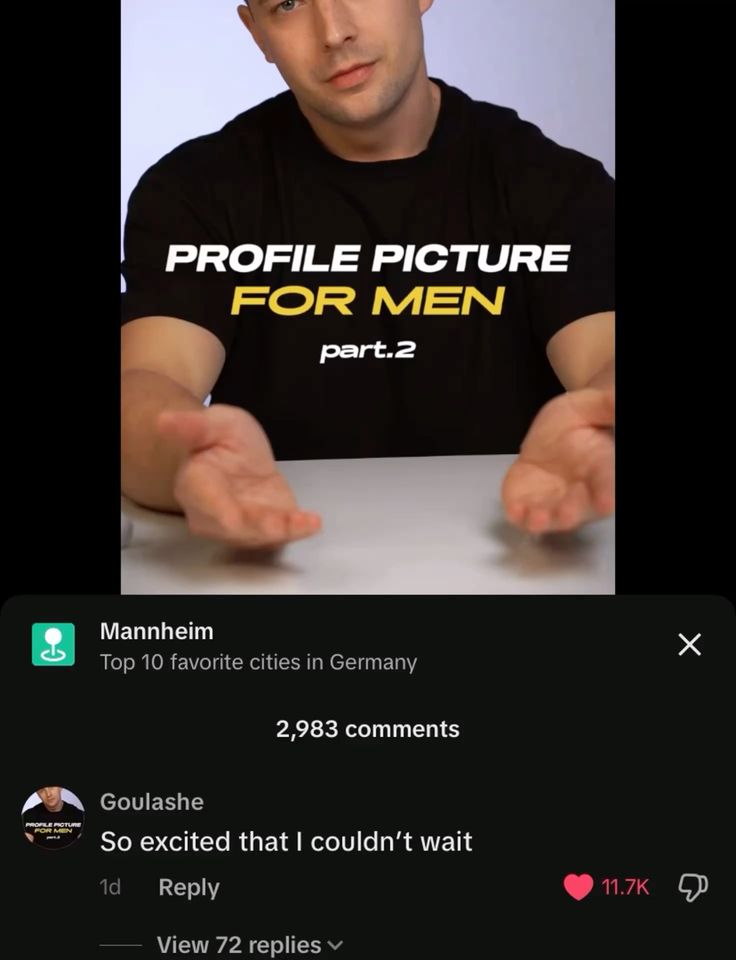 PROFILE PICTURE
FOR MEN
part.2
Mannheim
Top 10 favorite cities in Germany
2,983 comments
Goulashe
PROFILE PICTURE
FOR MEN
part.2
So excited that I couldn’t wait
1d Reply 11.7K
View 72 replies